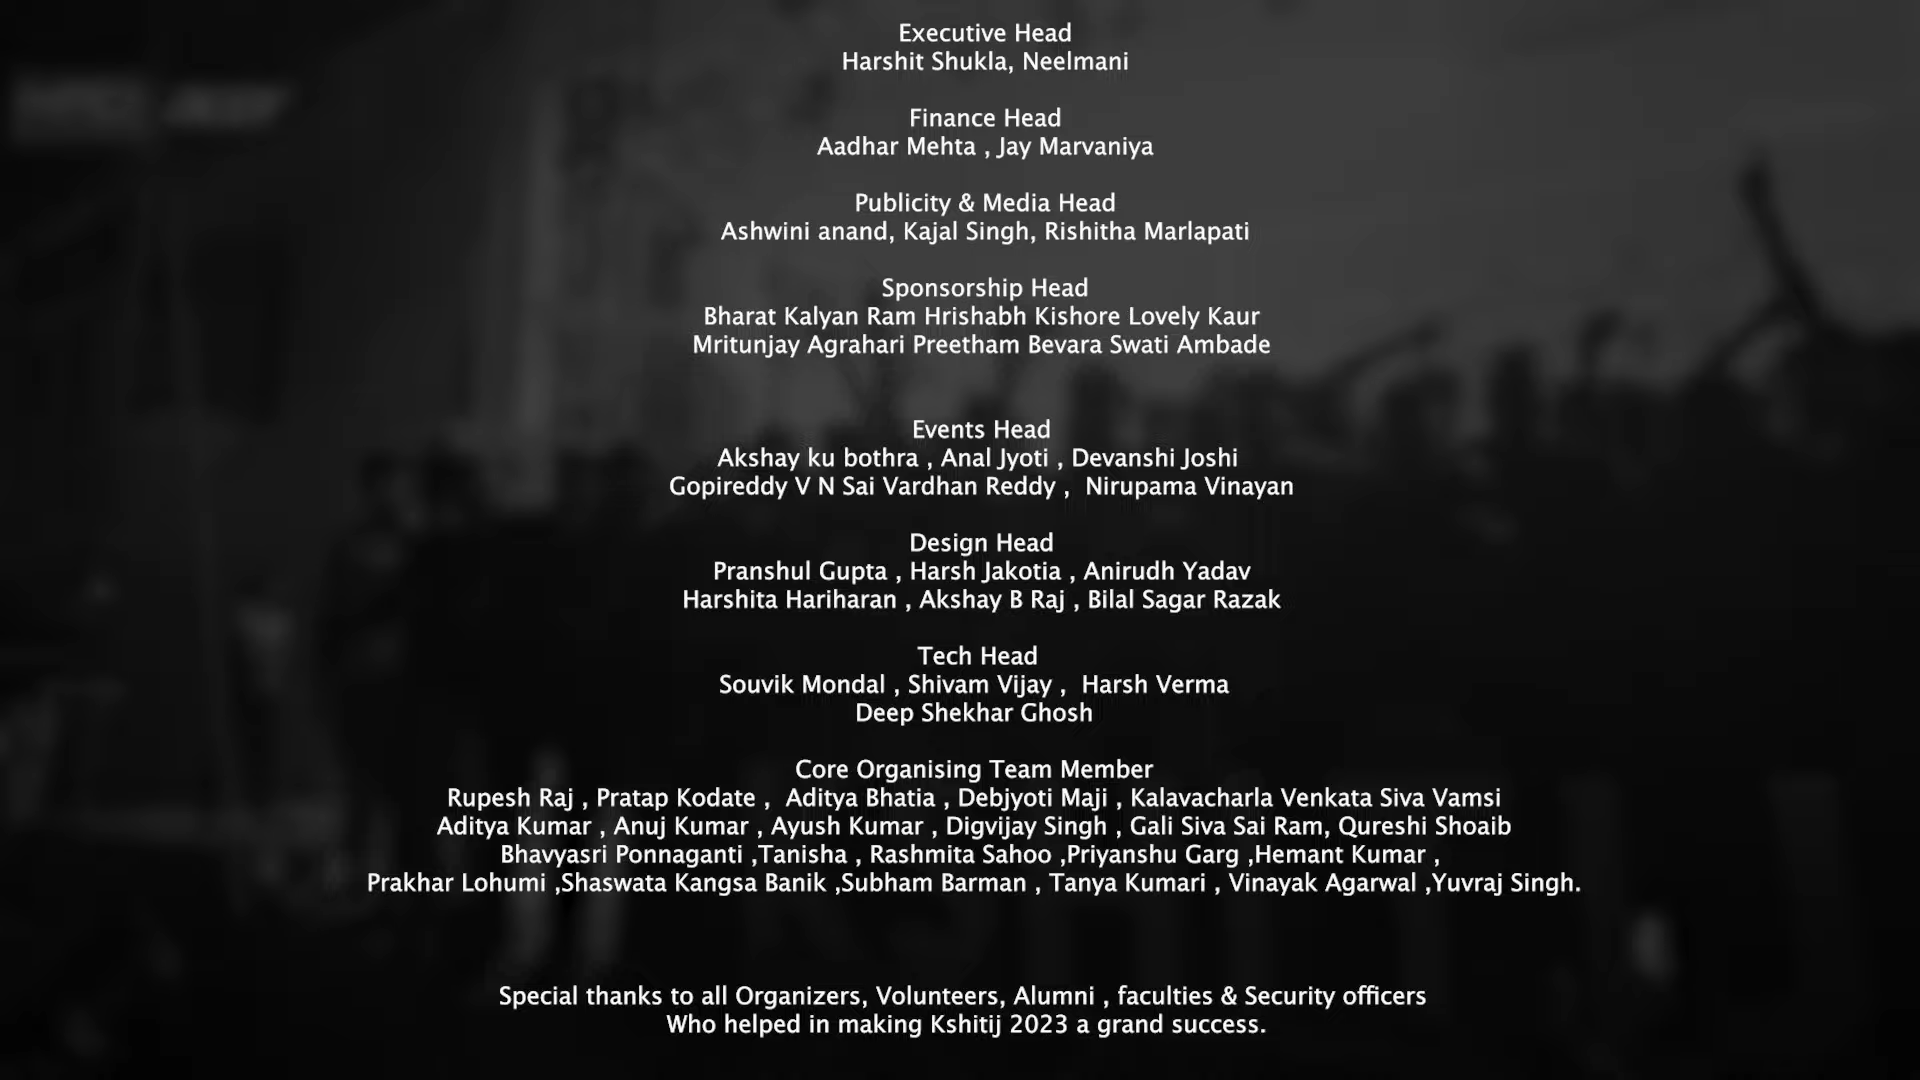 Executive Head
Harshit Shukla, Neelmani
Finance Head
Aadhar Mehta , Jay Marvaniya
Publicity & Media Head
Ashwini anand, Kajal Singh, Rishitha Marlapati
Sponsorship Head
Bharat Kalyan Ram Hrishabh Kishore Lovely Kaur
Mritunjay Agrahari Preetham Bevara Swati Ambade
Events Head
Akshay ku bothra , Anal Jyoti , Devanshi Joshi
Gopireddy V N Sai Vardhan Reddy ,  Nirupama Vinayan
Design Head
Pranshul Gupta , Harsh Jakotia , Anirudh Yadav
Harshita Hariharan , Akshay B Raj , Bilal Sagar Razak
Tech Head
Souvik Mondal , Shivam Vijay ,  Harsh Verma
Deep Shekhar Ghosh
Core Organising Team Member
Rupesh Raj , Pratap Kodate ,  Aditya Bhatia , Debjyoti Maji , Kalavacharla Venkata Siva Vamsi
Aditya Kumar , Anuj Kumar , Ayush Kumar , Digvijay Singh , Gali Siva Sai Ram, Qureshi Shoaib
Bhavyasri Ponnaganti ,Tanisha , Rashmita Sahoo ,Priyanshu Garg ,Hemant Kumar ,
Prakhar Lohumi ,Shaswata Kangsa Banik ,Subham Barman , Tanya Kumari , Vinayak Agarwal ,Yuvraj Singh.
Special thanks to all Organizers, Volunteers, Alumni , faculties & Security officers
Who helped in making Kshitij 2023 a grand success.